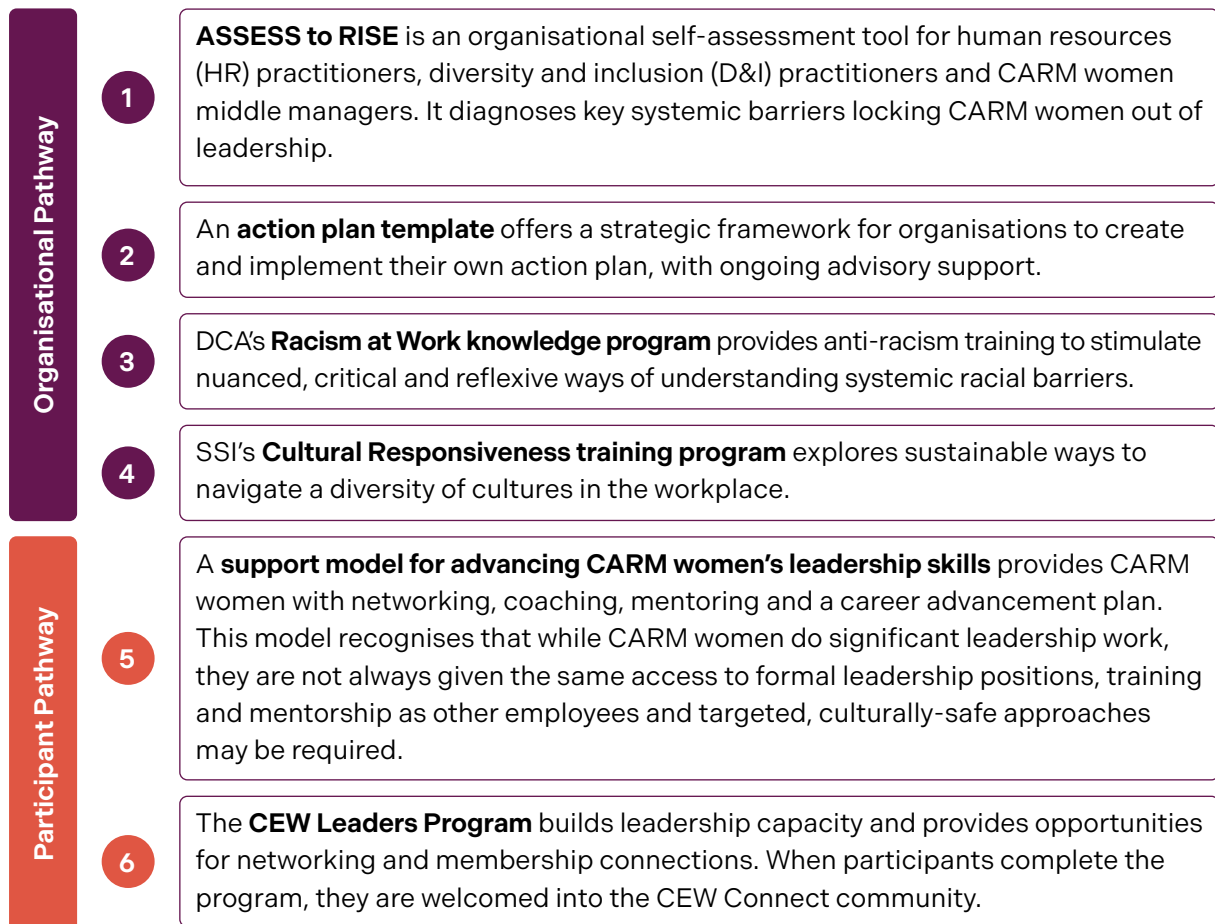 Organisational Pathway
1
ASSESS to RISE is an organisational self-assessment tool for human resources
(HR) practitioners, diversity and inclusion (D&I) practitioners and CARM women
middle managers. It diagnoses key systemic barriers locking CARM women out of
leadership.
2
An action plan template offers a strategic framework for organisations to create
and implement their own action plan, with ongoing advisory support.
3
DCA’s Racism at Work knowledge program provides anti-racism training to stimulate
nuanced, critical and reflexive ways of understanding systemic racial barriers.
4
SSI’s Cultural Responsiveness training program explores sustainable ways to
navigate a diversity of cultures in the workplace.
Participant Pathway
5
A support model for advancing CARM women’s leadership skills provides CARM
women with networking, coaching, mentoring and a career advancement plan.
This model recognises that while CARM women do significant leadership work,
they are not always given the same access to formal leadership positions, training
and mentorship as other employees and targeted, culturally-safe approaches
may be required.
6
The CEW Leaders Program builds leadership capacity and provides opportunities
for networking and membership connections. When participants complete the
program, they are welcomed into the CEW Connect community.